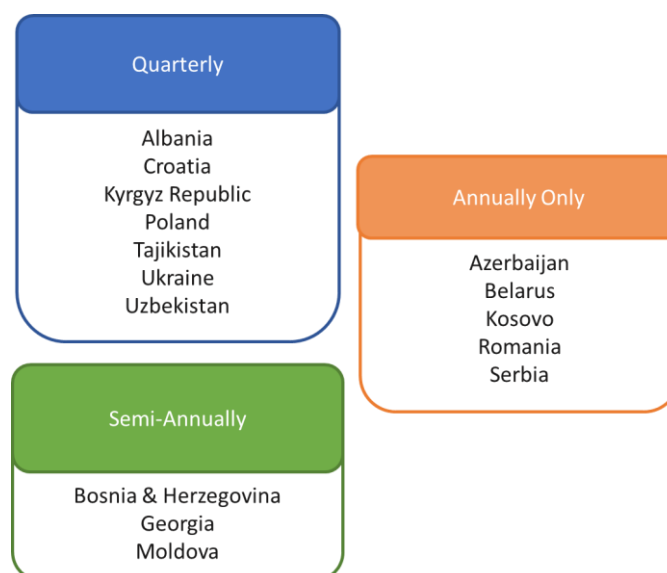 Quarterly
Albania
Croatia
Kyrgyz Republic
Poland
Tajikistan
Ukraine
Uzbekistan
Annually Only
Azerbaijan
Belarus
Kosovo
Romania
Serbia
Semi-Annually
Bosnia & Herzegovina
Georgia
Moldova